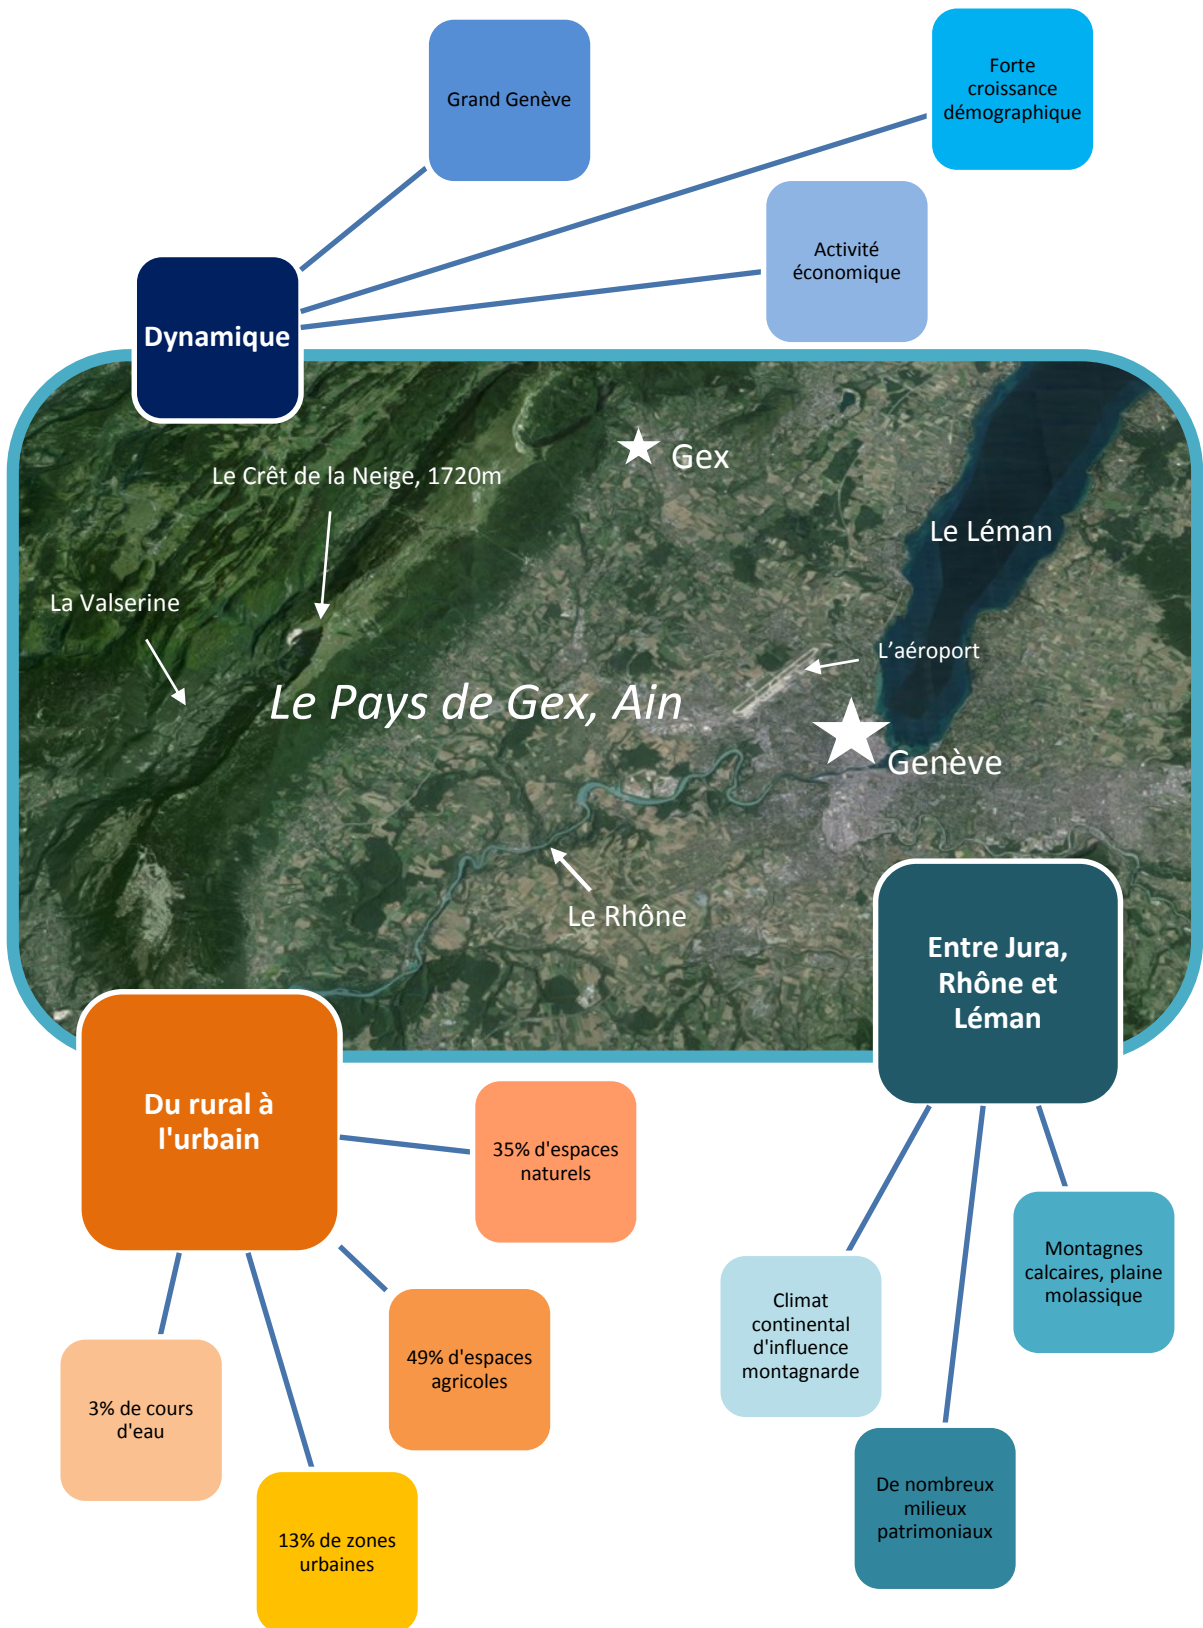 Grand Genève
Forte
croissance
démographique
Activité
économique
Dynamique
Gex
Le Crêt de la Neige, 1720m
Le Léman
La Valserine
L'aéroport
Le Pays de Gex, Ain
Genève
Le Rhône
Entre Jura,
Rhône et
Léman
Du rural à
l'urbain
35% d'espaces
naturels
49% d'espaces
agricoles
3% de cours
d'eau
13% de zones
urbaines
Montagnes
calcaires, plaine
molassique
Climat
continental
d'influence
montagnarde
De nombreux
milieux
patrimoniaux